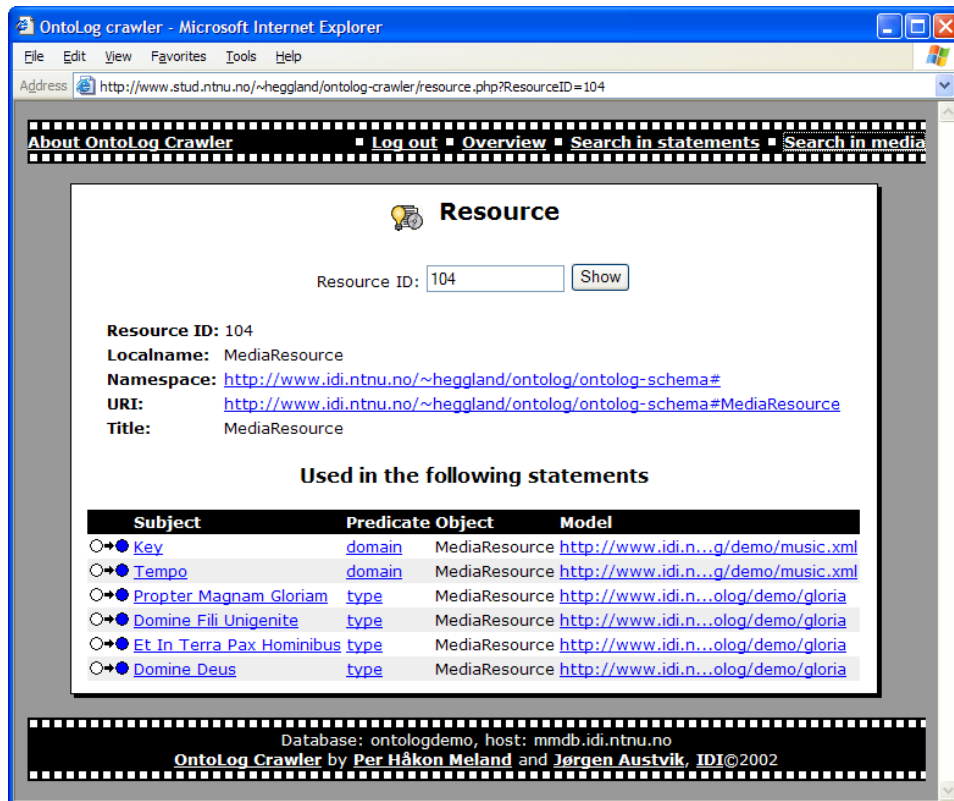 OntoLog crawler - Microsoft Internet Explorer
File Edit View Favorites Tools Help
Address http://www.stud.ntnu.no/~heggland/ontolog-crawler/resource.php?ResourceID=104
About OntoLog Crawler Log out Overview Search in statements Search in media
Resource
Resource ID: 104 Show
Resource ID: 104
Localname: MediaResource
Namespace: http://www.idi.ntnu.no/~heggland/ontolog/ontolog-schema#
URI: http://www.idi.ntnu.no/~heggland/ontolog/ontolog-schema#MediaResource
Title: MediaResource
Used in the following statements
Subject Predicate Object Model
Key domain MediaResource http://www.idi.n...g/demo/music.xml
Tempo domain MediaResource http://www.idi.n...g/demo/music.xml
Propter Magnam Gloriam type MediaResource http://www.idi.n...olog/demo/gloria
Domine Fili Unigenite type MediaResource http://www.idi.n...olog/demo/gloria
Et In Terra Pax Hominibus type MediaResource http://www.idi.n...olog/demo/gloria
Domine Deus type MediaResource http://www.idi.n...olog/demo/gloria
Database: ontologdemo, host: mmdb.idi.ntnu.no
OntoLog Crawler by Per Håkon Meland and Jørgen Austvik, IDI©2002